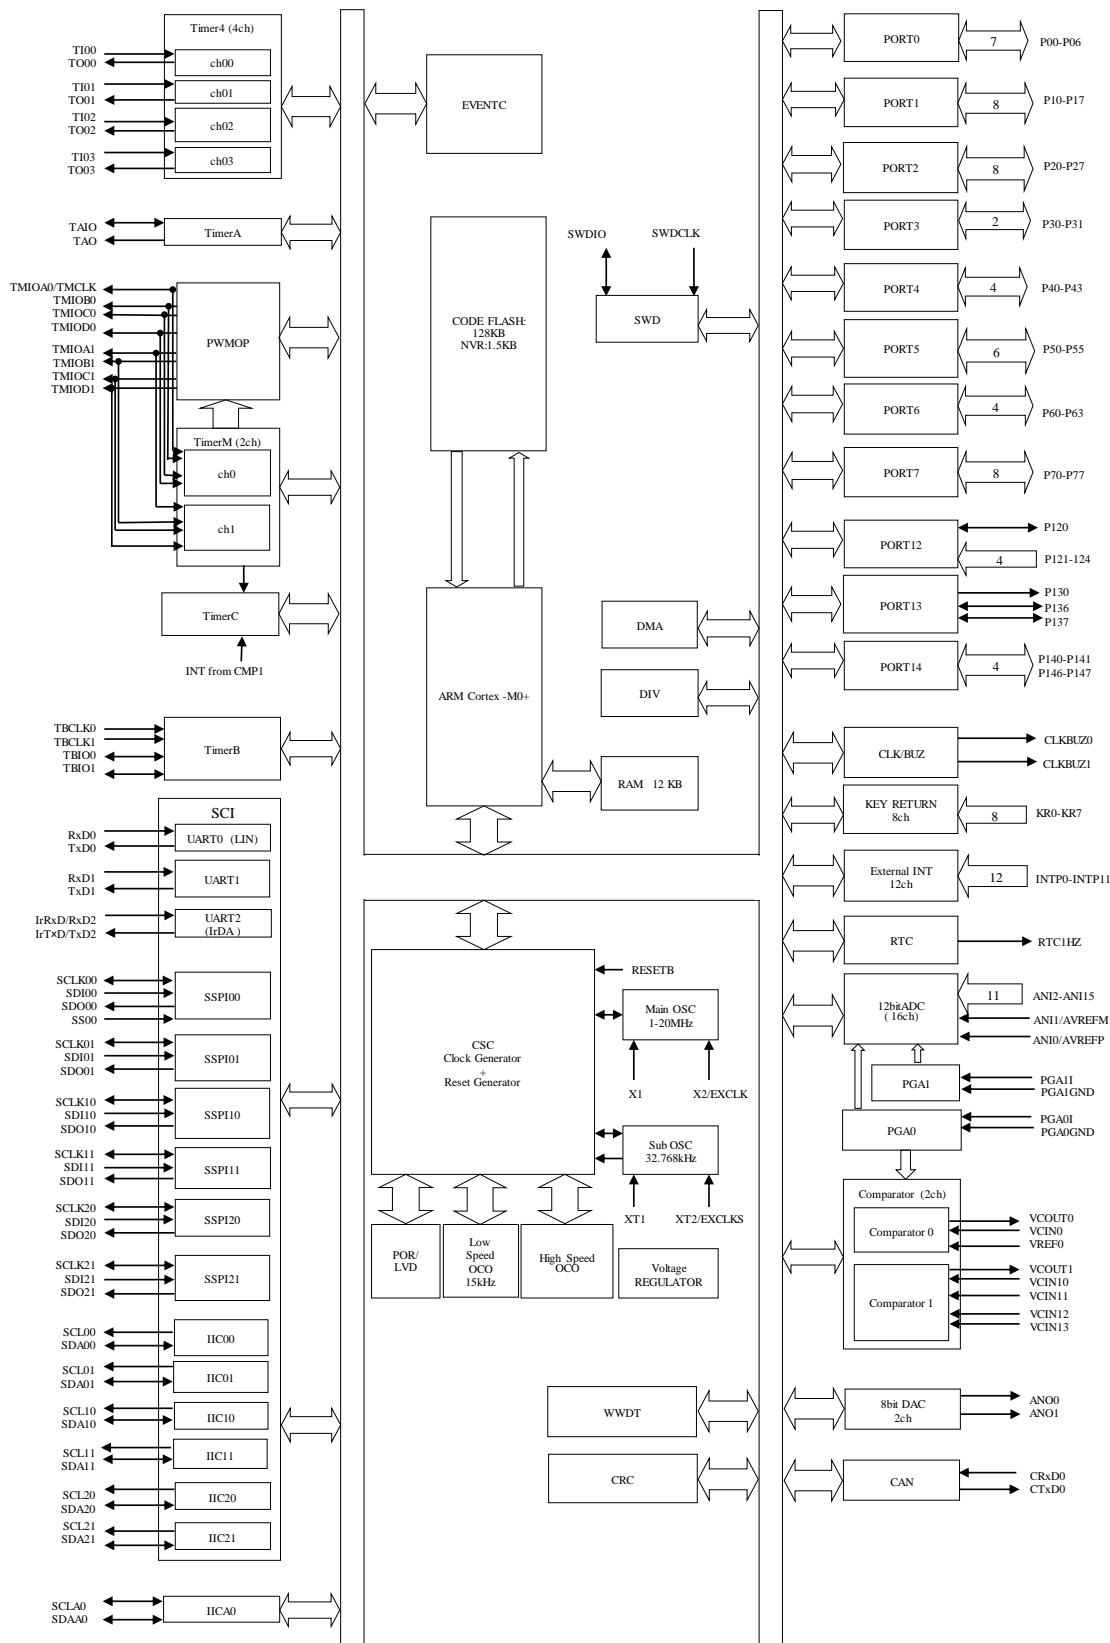 Timer4 (4ch)
TI00
TO00
ch00
TI01
TO01
ch01
TI02
TO02
ch02
TI03
TO03
ch03
TAIO
TAO
TimerA
TMIOA0/TMCLK
TMIOB0
TMIOC0
TMIOD0
TMIOA1
TMIOB1
TMIOC1
TMIOD1
PWMOP
TimerM (2ch)
ch0
ch1
TimerC
INT from CMP1
TBCLK0
TBCLK1
TBIO0
TBIO1
TimerB
SCI
RxD0
TxD0
UART0 (LIN)
RxD1
TxD1
UART1
IrRxD/RxD2
IrT×D/TxD2
UART2
(IrDA )
SCLK00
SDI00
SDO00
SS00
SSPI00
SCLK01
SDI01
SDO01
SSPI01
SCLK10
SDI10
SDO10
SSPI10
SCLK11
SDI11
SDO11
SSPI11
SCLK20
SDI20
SDO20
SSPI20
SCLK21
SDI21
SDO21
SSPI21
SCL00
SDA00
IIC00
SCL01
SDA01
IIC01
SCL10
SDA10
IIC10
SCL11
SDA11
IIC11
SCL20
SDA20
IIC20
SCL21
SDA21
IIC21
SCLA0
SDAA0
IICA0
EVENTC
CODE FLASH:
128KB
NVR:1.5KB
SWDIO
SWDCLK
SWD
ARM Cortex -M0+
DMA
DIV
RAM 12 KB
CSC
Clock Generator
+
Reset Generator
RESETB
Main OSC
1-20MHz
X1
X2/EXCLK
Sub OSC
32.768kHz
XT1
XT2/EXCLKS
POR/
LVD
Low
Speed
OCO
15kHz
High Speed
OCO
Voltage
REGULATOR
WWDT
CRC
PORT0
7
P00-P06
PORT1
8
P10-P17
PORT2
8
P20-P27
PORT3
2
P30-P31
PORT4
4
P40-P43
PORT5
6
P50-P55
PORT6
4
P60-P63
PORT7
8
P70-P77
PORT12
P120
4
P121-124
PORT13
P130
P136
P137
PORT14
4
P140-P141
P146-P147
CLK/BUZ
CLKBUZ0
CLKBUZ1
KEY RETURN
8ch
8
KR0-KR7
External INT
12ch
12
INTP0-INTP11
RTC
RTC1HZ
12bitADC
( 16ch)
11
ANI2-ANI15
ANI1/AVREFM
ANI0/AVREFP
PGA1
PGA1I
PGA1GND
PGA0
PGA0I
PGA0GND
Comparator (2ch)
Comparator 0
VCOUT0
VCIN0
VREF0
Comparator 1
VCOUT1
VCIN10
VCIN11
VCIN12
VCIN13
8bit DAC
2ch
ANO0
ANO1
CAN
CRxD0
CTxD0